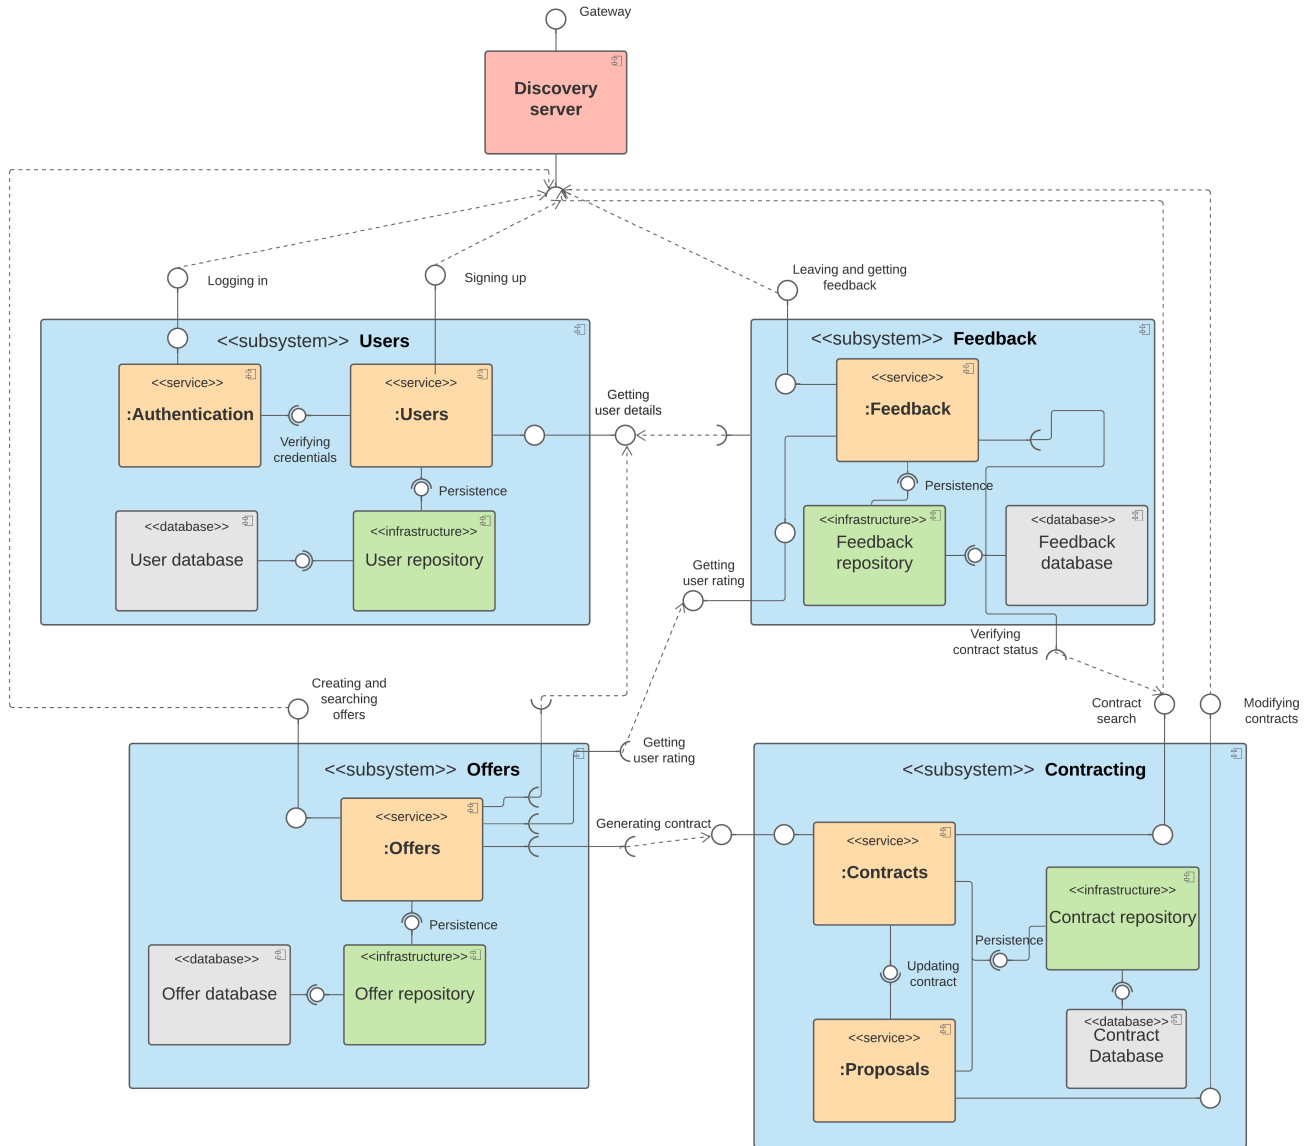 Gateway
Discovery
server
Logging in
Signing up
Leaving and getting
feedback
<<subsystem>> Users
<<service>>
:Authentication
<<service>>
:Users
Verifying
credentials
Persistence
<<database>>
User database
<<infrastructure>>
User repository
Getting
user details
<<subsystem>> Feedback
<<service>>
:Feedback
Persistence
<<infrastructure>>
Feedback
repository
<<database>>
Feedback
database
Getting
user rating
Verifying
contract status
Creating and
searching
offers
Contract
search
Modifying
contracts
<<subsystem>> Offers
Getting
user rating
<<service>>
:Offers
Generating contract
Persistence
<<database>>
Offer database
<<infrastructure>>
Offer repository
<<subsystem>> Contracting
<<service>>
:Contracts
<<infrastructure>>
Contract repository
Persistence
Updating
contract
<<service>>
:Proposals
<<database>>
Contract
Database